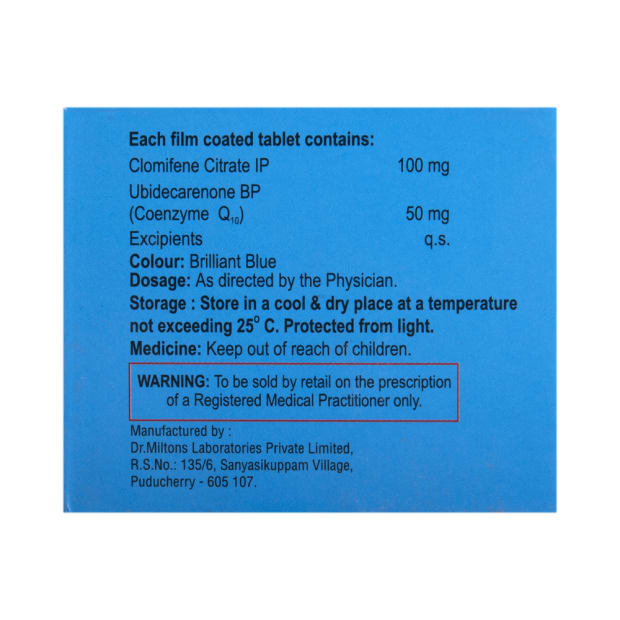 Each film coated tablet contains:
Clomifene Citrate IP 100 mg
Ubidecarenone BP
(Coenzyme Q10) 50 mg
Excipients q.s.
Colour: Brilliant Blue
Dosage: As directed by the Physician.
Storage : Store in a cool & dry place at a temperature
not exceeding 25° C. Protected from light.
Medicine: Keep out of reach of children.
WARNING: To be sold by retail on the prescription
of a Registered Medical Practitioner only.
Manufactured by :
Dr.Miltons Laboratories Private Limited,
R.S.No.: 135/6, Sanyasikuppam Village,
Puducherry - 605 107.